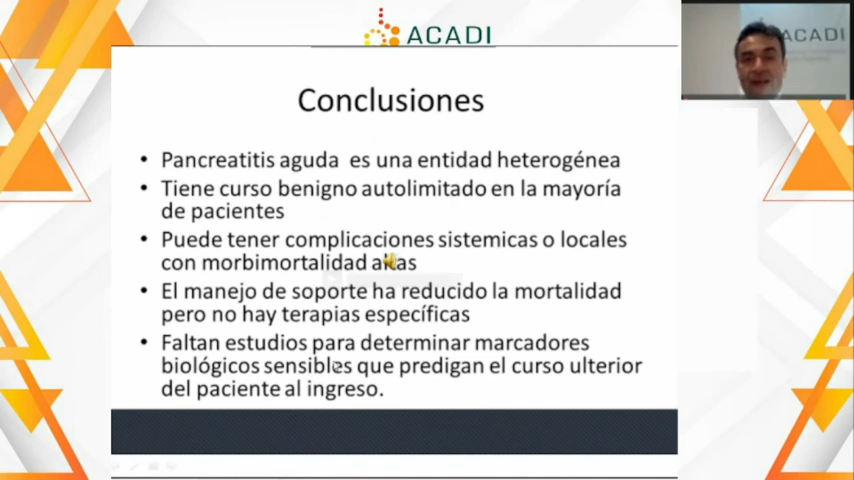 ACADI
ACADI
Conclusiones
• Pancreatitis aguda es una entidad heterogénea
• Tiene curso benigno autolimitado en la mayoría
de pacientes
• Puede tener complicaciones sistemicas o locales
con morbimortalidad altas
• El manejo de soporte ha reducido la mortalidad
pero no hay terapias específicas
• Faltan estudios para determinar marcadores
biológicos sensibles que predigan el curso ulterior
del paciente al ingreso.